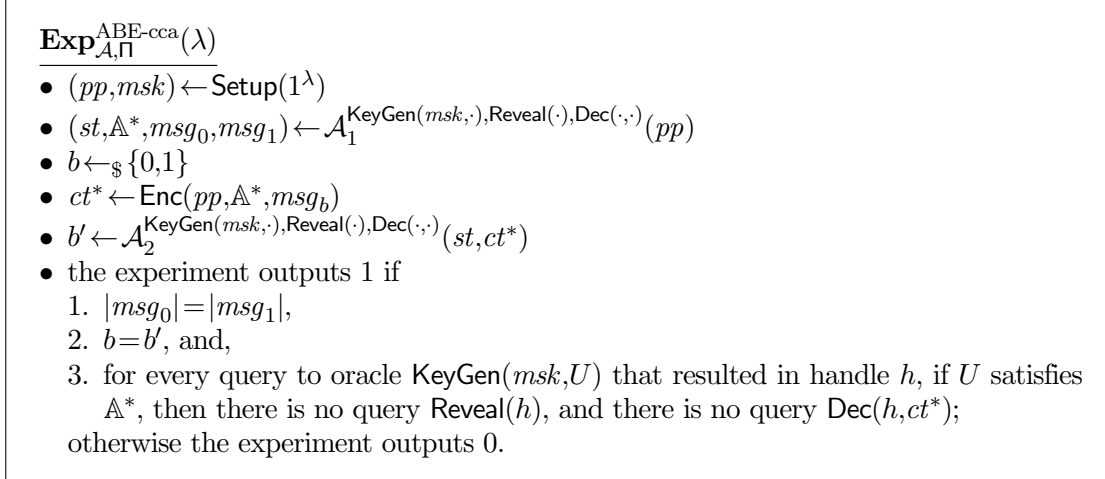 Exp^{ABE-cca}_{𝒜,Π}(λ)
• (pp,msk)←Setup(1^λ)
• (st,𝔸*,msg_0,msg_1)←𝒜_1^{KeyGen(msk,·),Reveal(·),Dec(·,·)}(pp)
• b←_$ {0,1}
• ct*←Enc(pp,𝔸*,msg_b)
• b′←𝒜_2^{KeyGen(msk,·),Reveal(·),Dec(·,·)}(st,ct*)
• the experiment outputs 1 if
1. |msg_0|=|msg_1|,
2. b=b′, and,
3. for every query to oracle KeyGen(msk,U) that resulted in handle h, if U satisfies
𝔸*, then there is no query Reveal(h), and there is no query Dec(h,ct*);
otherwise the experiment outputs 0.